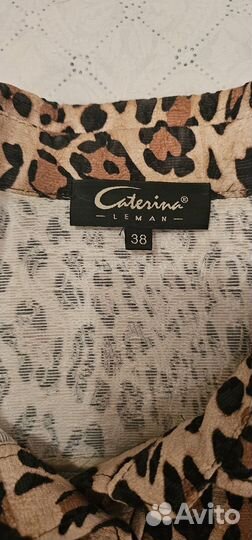 Caterina®
— LEMAN —
38
Avito